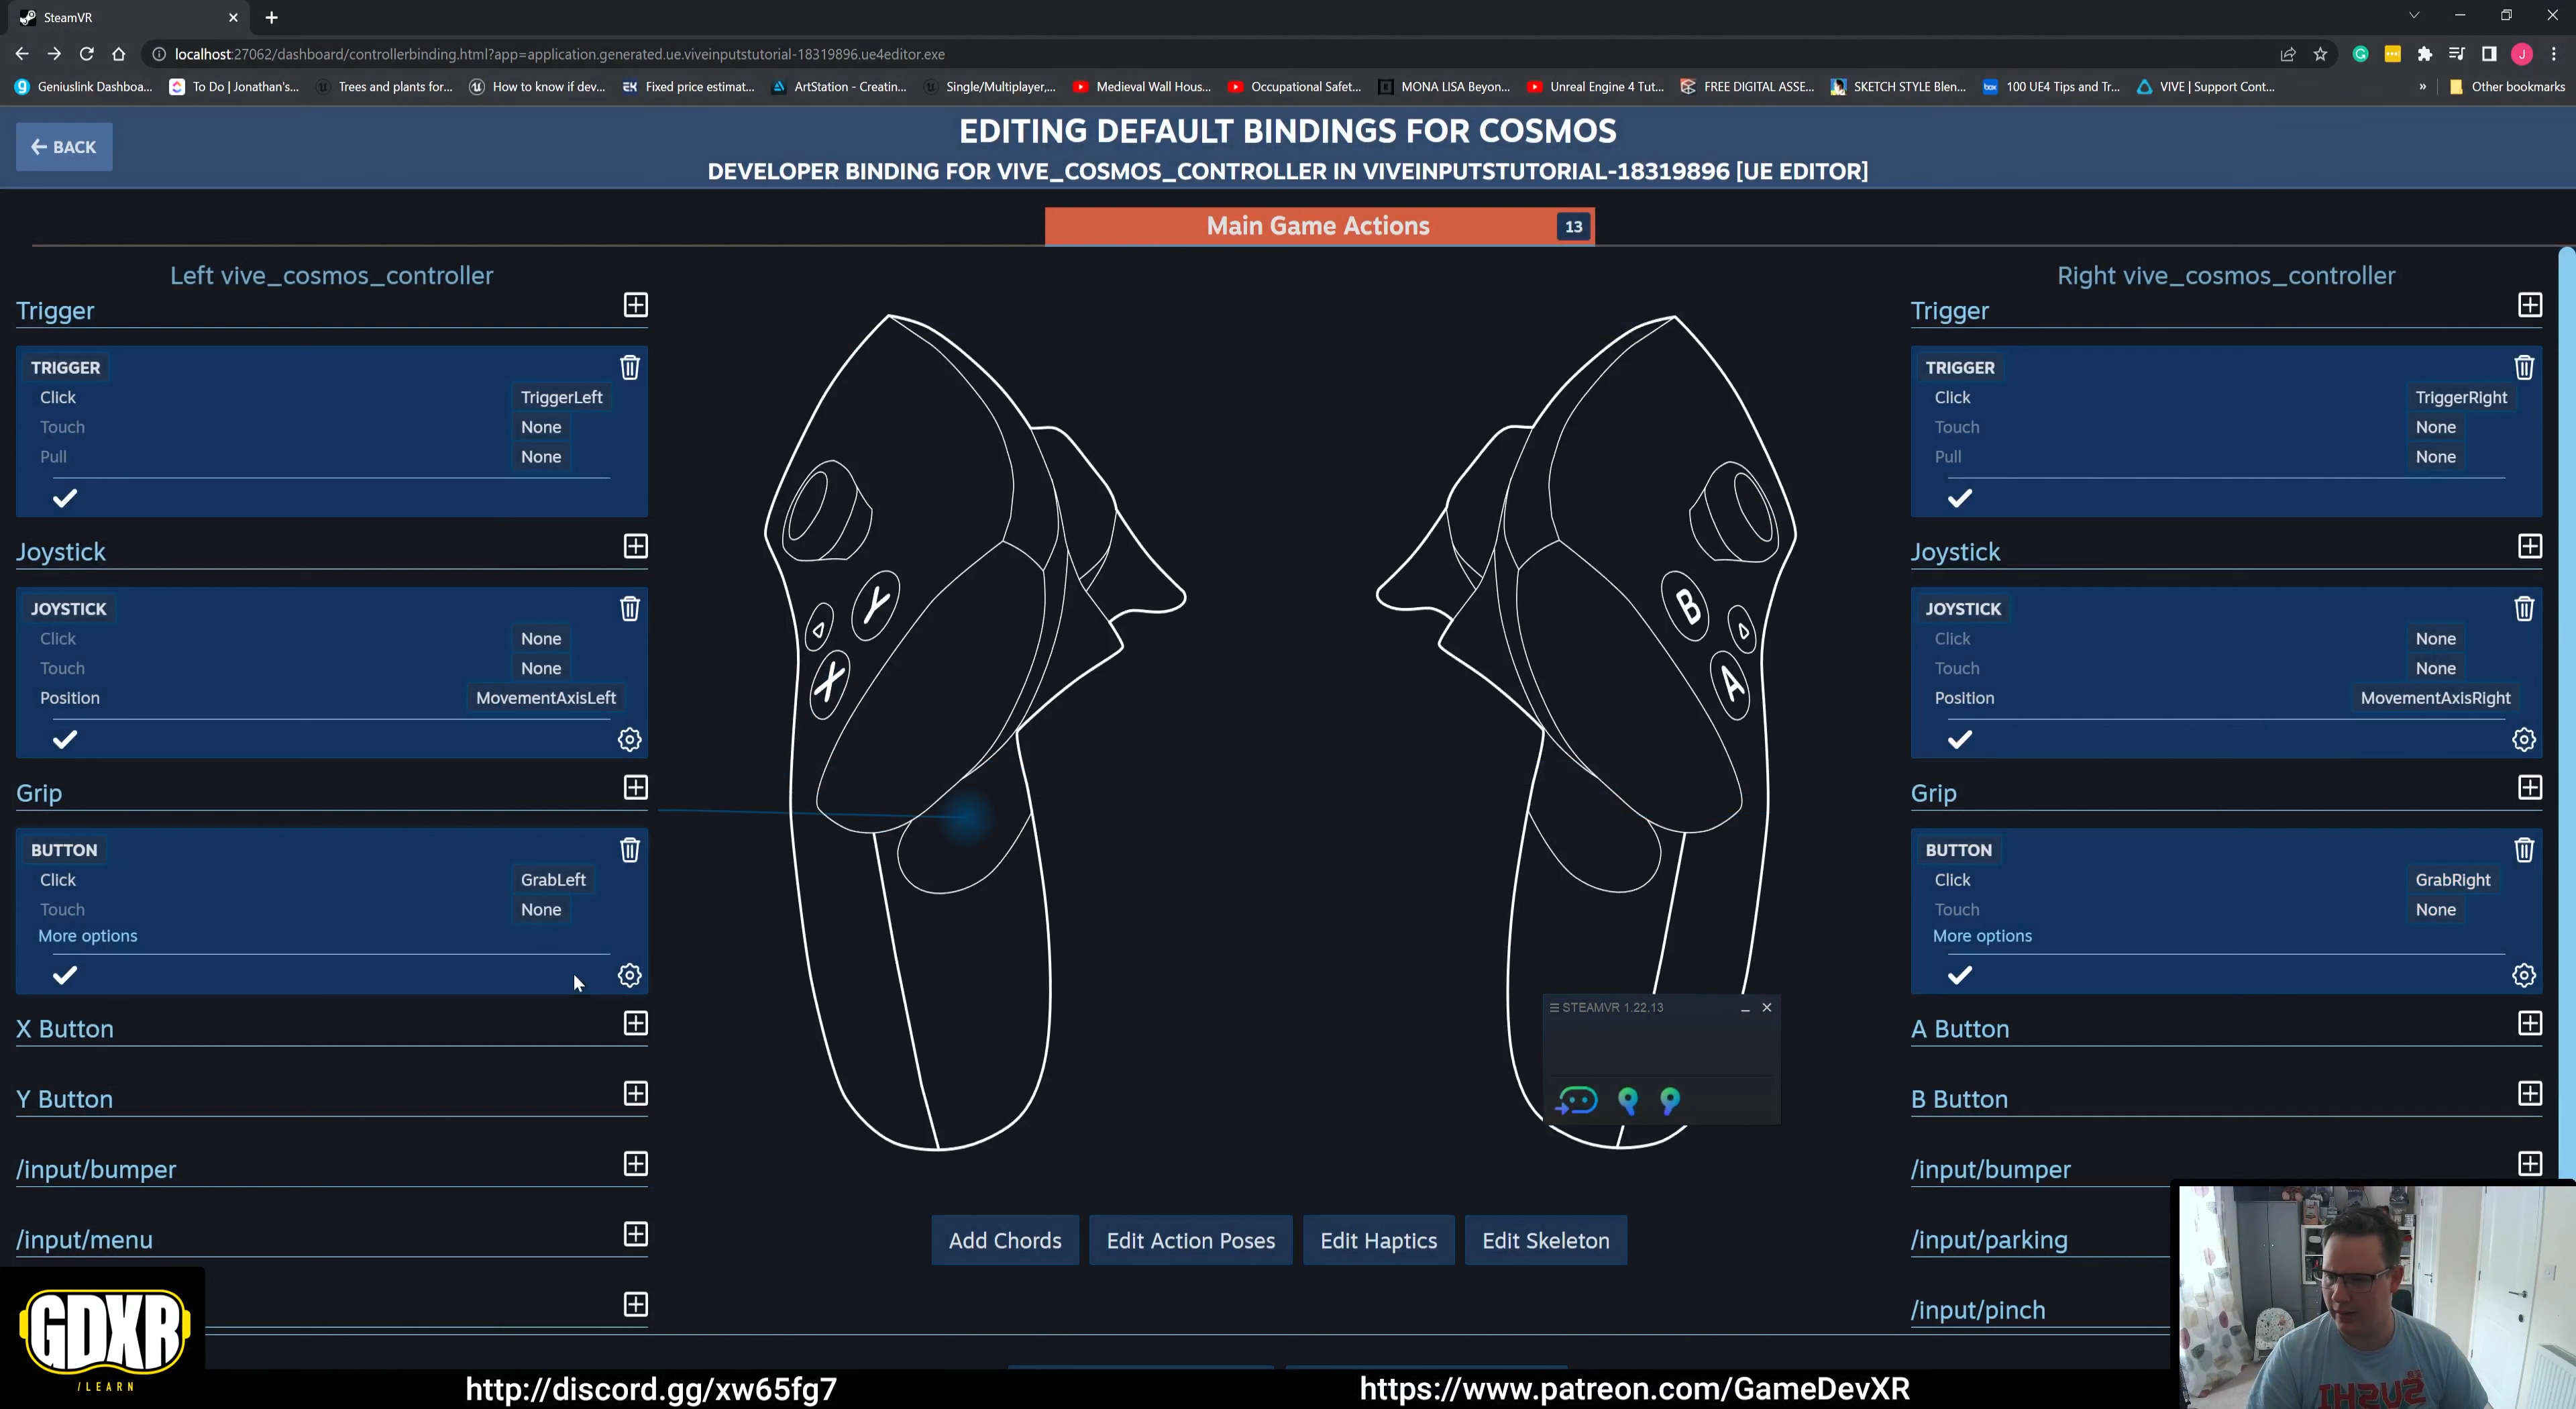 SteamVR
localhost:27062/dashboard/controllerbinding.html?app=application.generated.ue.viveinputstutorial-18319896.ue4editor.exe
Geniuslink Dashboa...
To Do | Jonathan's...
Trees and plants for...
How to know if dev...
Fixed price estimat...
ArtStation - Creatin...
Single/Multiplayer,...
Medieval Wall Hous...
Occupational Safet...
MONA LISA Beyon...
Unreal Engine 4 Tut...
FREE DIGITAL ASSE...
SKETCH STYLE Blen...
100 UE4 Tips and Tr...
VIVE | Support Cont...
»
Other bookmarks
BACK
EDITING DEFAULT BINDINGS FOR COSMOS
DEVELOPER BINDING FOR VIVE_COSMOS_CONTROLLER IN VIVEINPUTSTUTORIAL-18319896 [UE EDITOR]
Main Game Actions 13
Left vive_cosmos_controller
Trigger
TRIGGER
Click TriggerLeft
Touch None
Pull None
Joystick
JOYSTICK
Click None
Touch None
Position MovementAxisLeft
Grip
BUTTON
Click GrabLeft
Touch None
More options
X Button
Y Button
/input/bumper
/input/menu
Y
X
B
A
STEAMVR 1.22.13
Add Chords
Edit Action Poses
Edit Haptics
Edit Skeleton
Right vive_cosmos_controller
Trigger
TRIGGER
Click TriggerRight
Touch None
Pull None
Joystick
JOYSTICK
Click None
Touch None
Position MovementAxisRight
Grip
BUTTON
Click GrabRight
Touch None
More options
A Button
B Button
/input/bumper
/input/parking
/input/pinch
GDXR
/LEARN
http://discord.gg/xw65fg7
https://www.patreon.com/GameDevXR
SUSHI